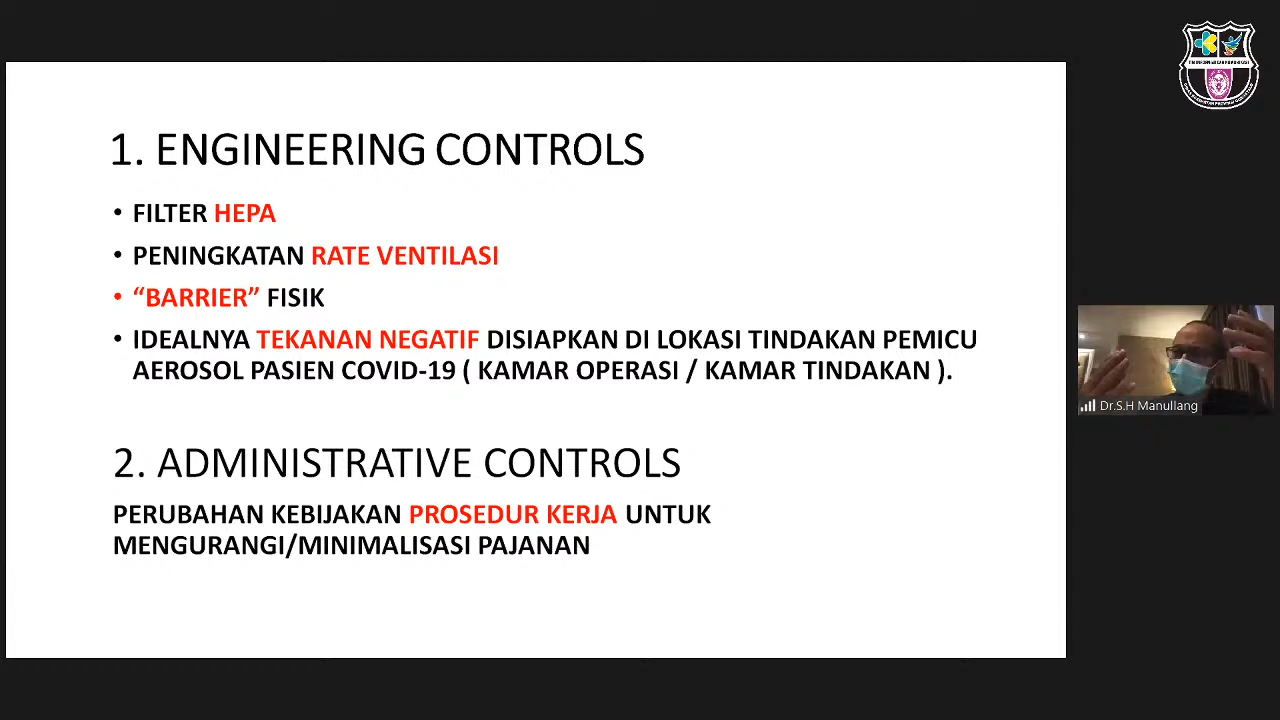 1. ENGINEERING CONTROLS
• FILTER HEPA
• PENINGKATAN RATE VENTILASI
• “BARRIER” FISIK
• IDEALNYA TEKANAN NEGATIF DISIAPKAN DI LOKASI TINDAKAN PEMICU
AEROSOL PASIEN COVID-19 ( KAMAR OPERASI / KAMAR TINDAKAN ).
Dr.S.H Manullang
2. ADMINISTRATIVE CONTROLS
PERUBAHAN KEBIJAKAN PROSEDUR KERJA UNTUK
MENGURANGI/MINIMALISASI PAJANAN